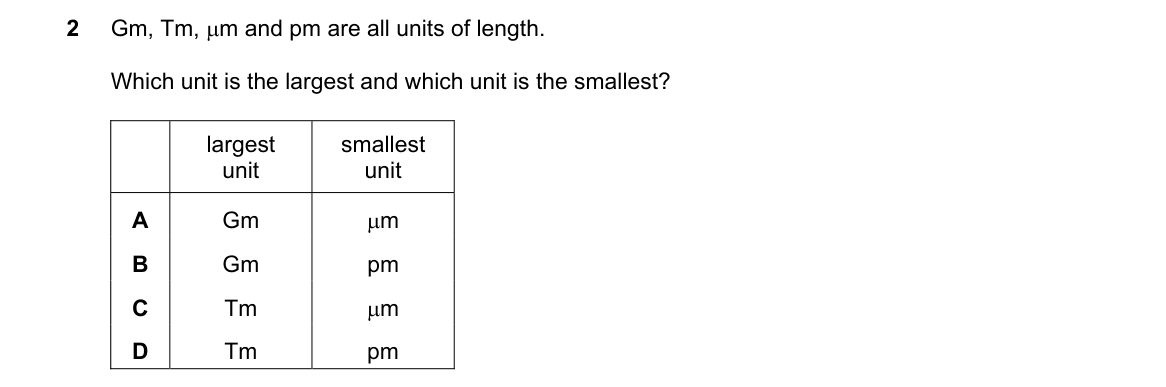 2 Gm, Tm, μm and pm are all units of length.
Which unit is the largest and which unit is the smallest?
largest unit smallest unit
A Gm μm
B Gm pm
C Tm μm
D Tm pm